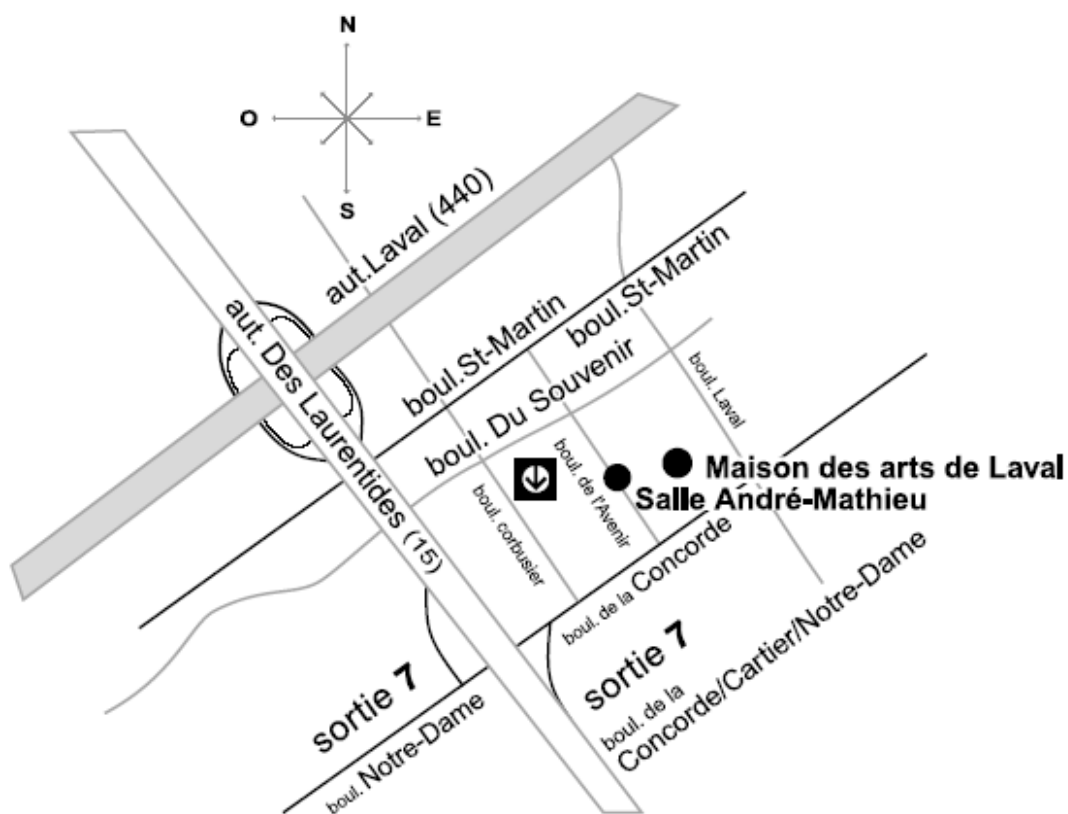 N
O
E
S
aut.Laval (440)
aut. Des Laurentides (15)
boul.St-Martin
boul.St-Martin
boul. Du Souvenir
boul. Laval
boul. corbusier
boul. de l'Avenir
Maison des arts de Laval
Salle André-Mathieu
boul. de la Concorde
sortie 7
boul. Notre-Dame
sortie 7
boul. de la
Concorde/Cartier/Notre-Dame